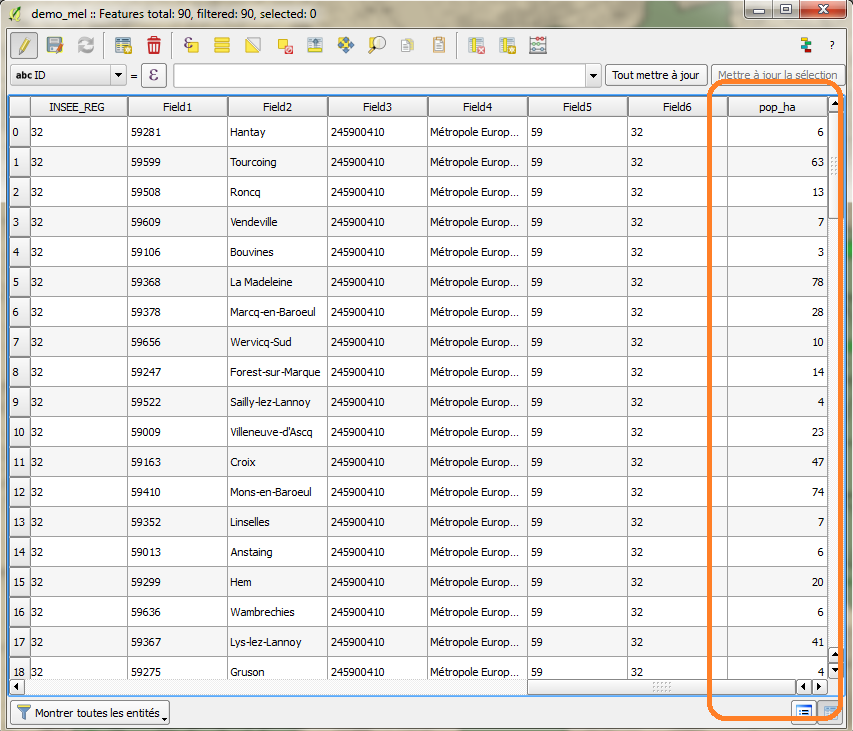 demo_mel :: Features total: 90, filtered: 90, selected: 0
?
abc ID = ε Tout mettre à jour Mettre à jour la sélection
INSEE_REG Field1 Field2 Field3 Field4 Field5 Field6 pop_ha
0 32 59281 Hantay 245900410 Métropole Europ... 59 32 6
1 32 59599 Tourcoing 245900410 Métropole Europ... 59 32 63
2 32 59508 Roncq 245900410 Métropole Europ... 59 32 13
3 32 59609 Vendeville 245900410 Métropole Europ... 59 32 7
4 32 59106 Bouvines 245900410 Métropole Europ... 59 32 3
5 32 59368 La Madeleine 245900410 Métropole Europ... 59 32 78
6 32 59378 Marcq-en-Baroeul 245900410 Métropole Europ... 59 32 28
7 32 59656 Wervicq-Sud 245900410 Métropole Europ... 59 32 10
8 32 59247 Forest-sur-Marque 245900410 Métropole Europ... 59 32 14
9 32 59522 Sailly-lez-Lannoy 245900410 Métropole Europ... 59 32 4
10 32 59009 Villeneuve-d'Ascq 245900410 Métropole Europ... 59 32 23
11 32 59163 Croix 245900410 Métropole Europ... 59 32 47
12 32 59410 Mons-en-Baroeul 245900410 Métropole Europ... 59 32 74
13 32 59352 Linselles 245900410 Métropole Europ... 59 32 7
14 32 59013 Anstaing 245900410 Métropole Europ... 59 32 6
15 32 59299 Hem 245900410 Métropole Europ... 59 32 20
16 32 59636 Wambrechies 245900410 Métropole Europ... 59 32 6
17 32 59367 Lys-lez-Lannoy 245900410 Métropole Europ... 59 32 41
18 32 59275 Gruson 245900410 Métropole Europ... 59 32 4
Montrer toutes les entités